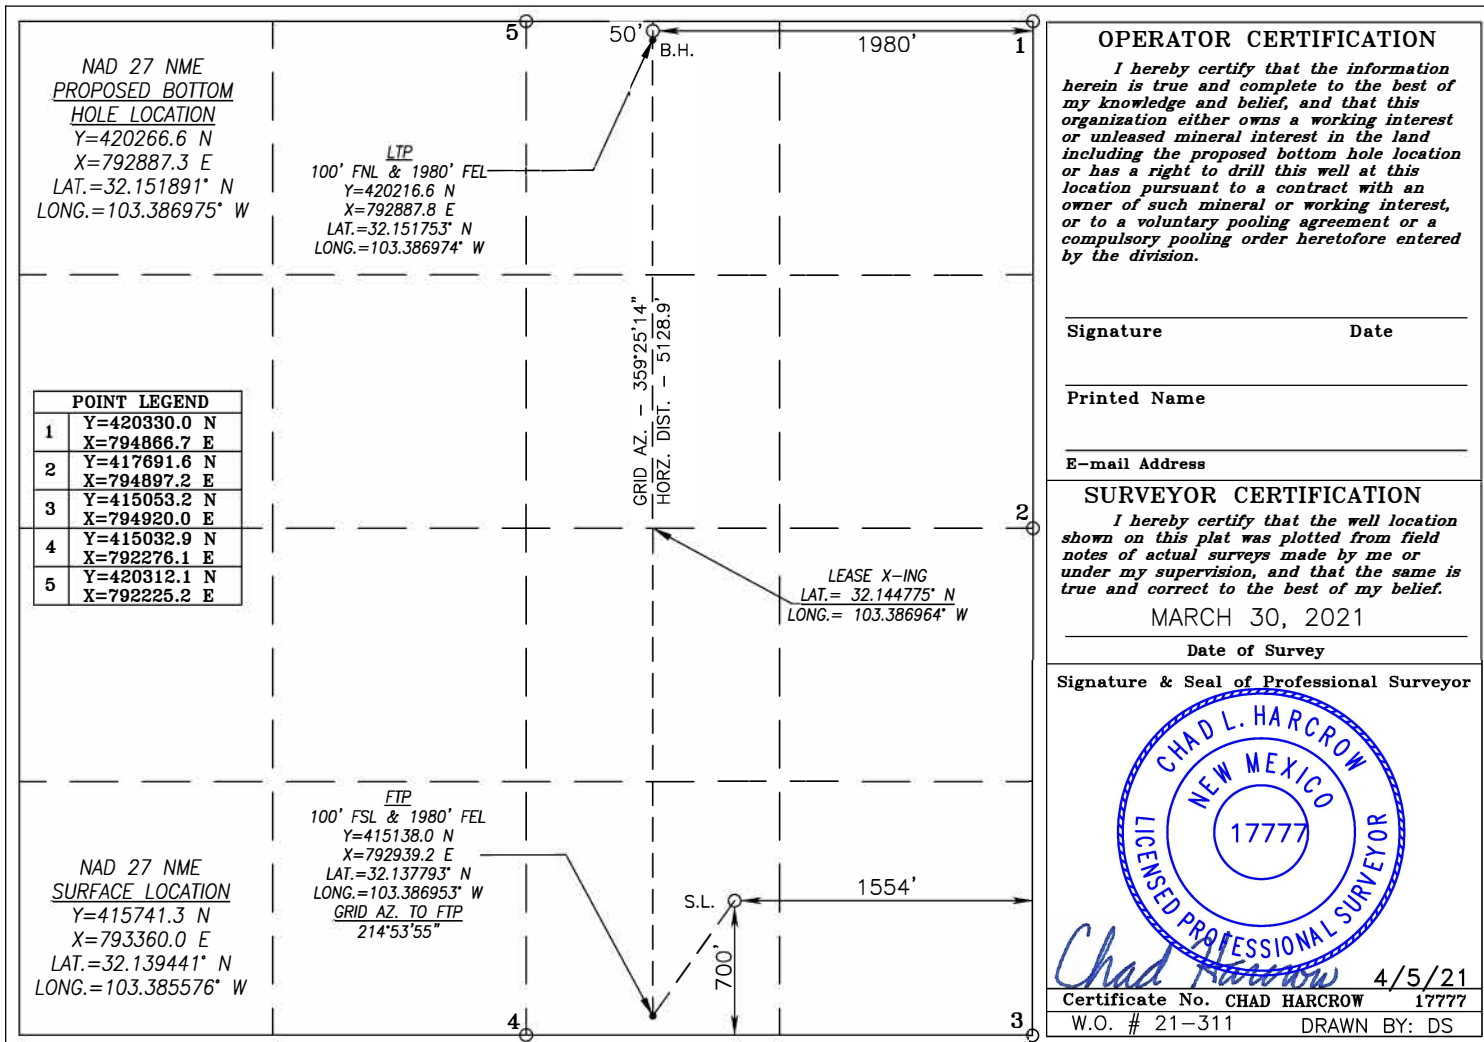 NAD 27 NME
PROPOSED BOTTOM
HOLE LOCATION
Y=420266.6 N
X=792887.3 E
LAT.=32.151891° N
LONG.=103.386975° W
5
50'
B.H.
1980'
1
LTP
100' FNL & 1980' FEL
Y=420216.6 N
X=792887.8 E
LAT.=32.151753° N
LONG.=103.386974° W
GRID AZ. - 359°25'14"
HORZ. DIST. - 5128.9'
POINT LEGEND
1 Y=420330.0 N
X=794866.7 E
2 Y=417691.6 N
X=794897.2 E
3 Y=415053.2 N
X=794920.0 E
4 Y=415032.9 N
X=792276.1 E
5 Y=420312.1 N
X=792225.2 E
2
LEASE X-ING
LAT.= 32.144775° N
LONG.= 103.386964° W
FTP
100' FSL & 1980' FEL
Y=415138.0 N
X=792939.2 E
LAT.=32.137793° N
LONG.=103.386953° W
GRID AZ. TO FTP
214°53'55"
NAD 27 NME
SURFACE LOCATION
Y=415741.3 N
X=793360.0 E
LAT.=32.139441° N
LONG.=103.385576° W
S.L.
1554'
700'
4
3
OPERATOR CERTIFICATION
I hereby certify that the information
herein is true and complete to the best of
my knowledge and belief, and that this
organization either owns a working interest
or unleased mineral interest in the land
including the proposed bottom hole location
or has a right to drill this well at this
location pursuant to a contract with an
owner of such mineral or working interest,
or to a voluntary pooling agreement or a
compulsory pooling order heretofore entered
by the division.
Signature Date
Printed Name
E-mail Address
SURVEYOR CERTIFICATION
I hereby certify that the well location
shown on this plat was plotted from field
notes of actual surveys made by me or
under my supervision, and that the same is
true and correct to the best of my belief.
MARCH 30, 2021
Date of Survey
Signature & Seal of Professional Surveyor
CHAD L. HARCROW
NEW MEXICO
17777
LICENSED PROFESSIONAL SURVEYOR
Chad Harcrow 4/5/21
Certificate No. CHAD HARCROW 17777
W.O. # 21-311 DRAWN BY: DS